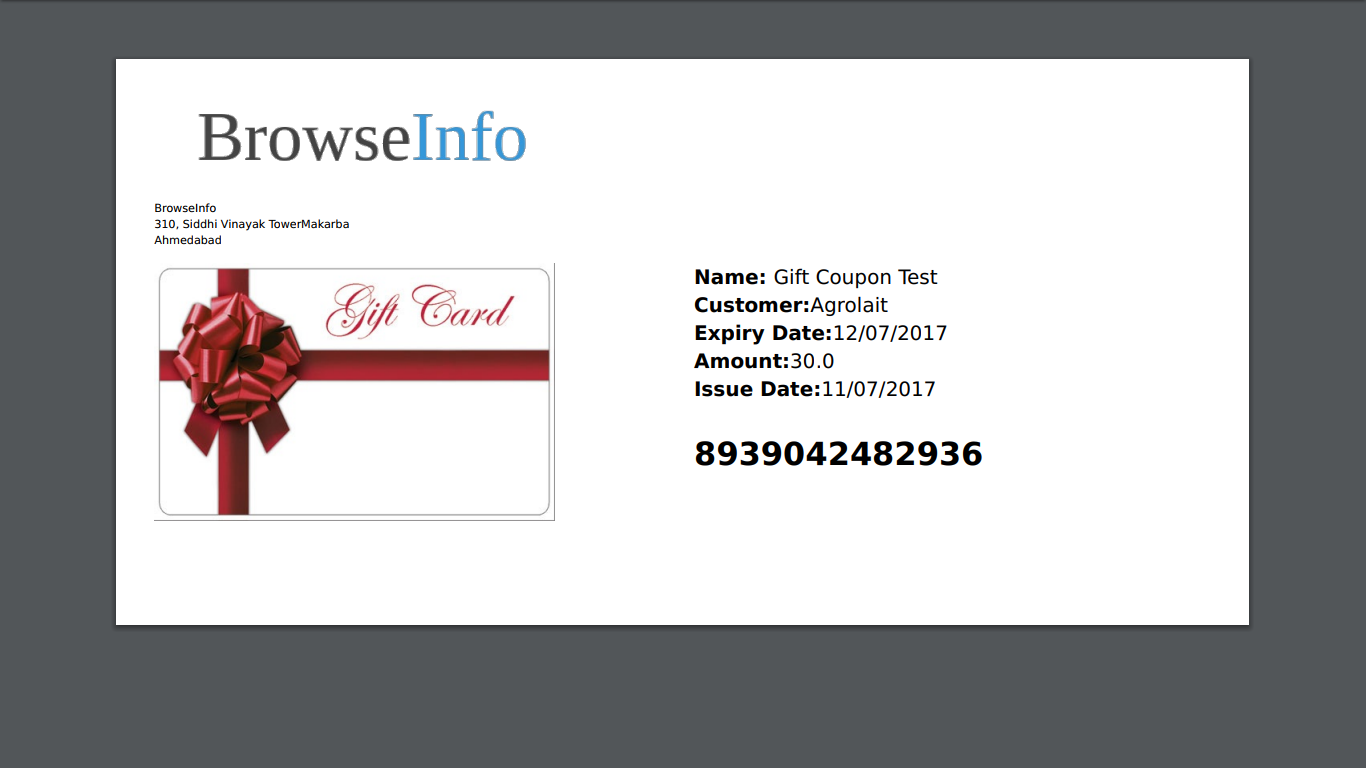 BrowseInfo
BrowseInfo
310, Siddhi Vinayak TowerMakarba
Ahmedabad
Gift Card
Name: Gift Coupon Test
Customer:Agrolait
Expiry Date:12/07/2017
Amount:30.0
Issue Date:11/07/2017
8939042482936